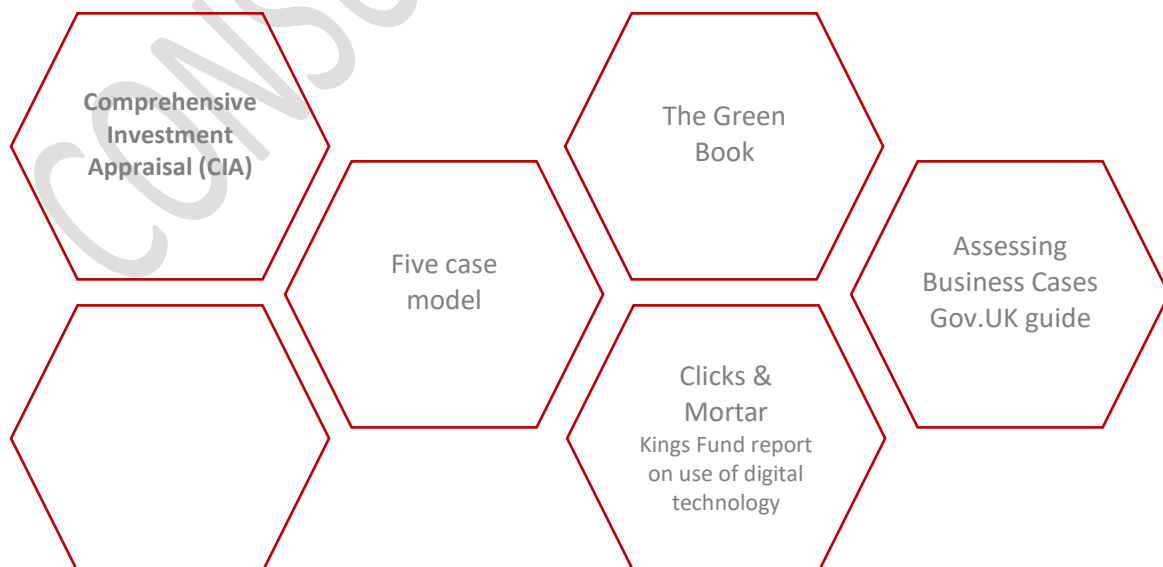 Comprehensive
Investment
Appraisal (CIA)
The Green
Book
Five case
model
Assessing
Business Cases
Gov.UK guide
Clicks &
Mortar
Kings Fund report
on use of digital
technology
CONS